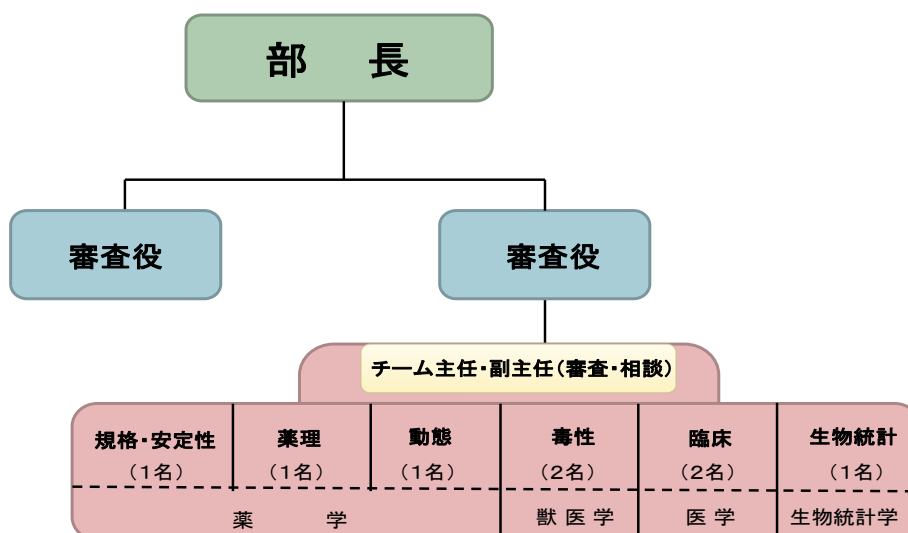 部　長
審査役
審査役
チーム主任・副主任(審査・相談)
規格・安定性 薬理 動態 毒性 臨床 生物統計
(1名) (1名) (1名) (2名) (2名) (1名)
薬　学 獣医学 医学 生物統計学